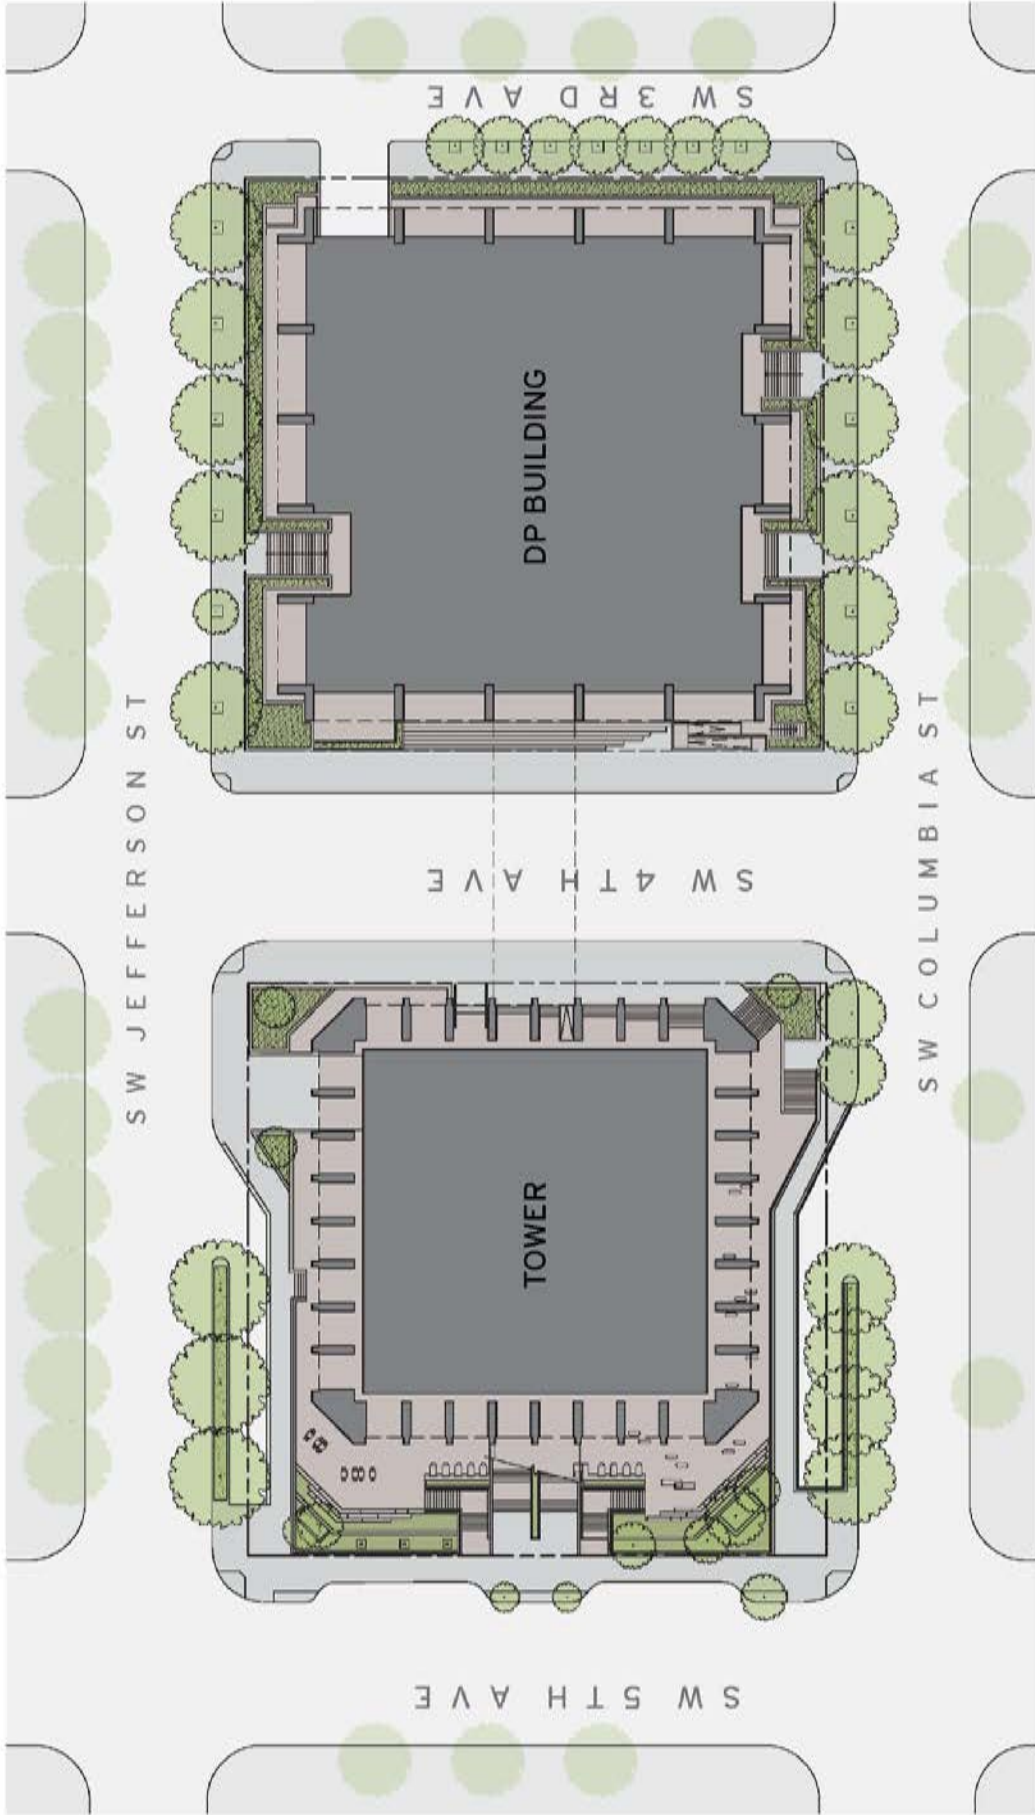 SW 3RD AVE
DP BUILDING
SW JEFFERSON ST
SW COLUMBIA ST
SW 4TH AVE
TOWER
SW 5TH AVE